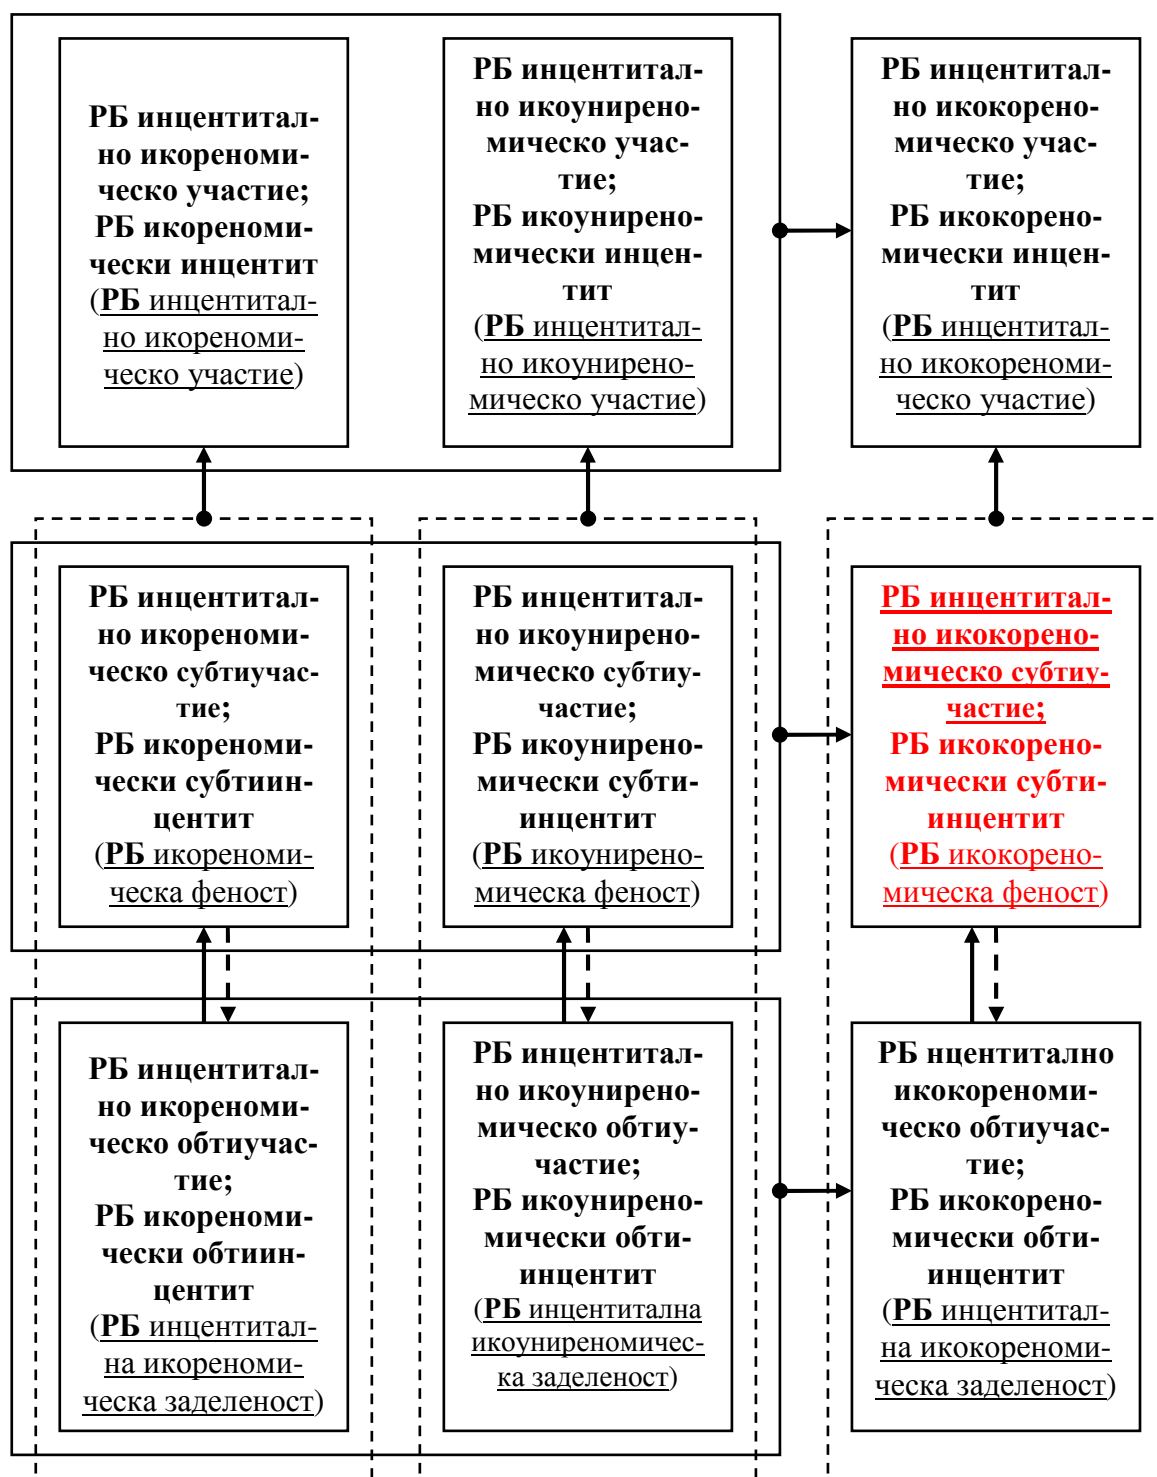 РБ инцентитал-
но икореноми-
ческо участие;
РБ икореноми-
чески инцентит
(РБ инцентитал-
но икореноми-
ческо участие)
РБ инцентитал-
но икоунирено-
мическо учас-
тие;
РБ икоунирено-
мически инцен-
тит
(РБ инцентитал-
но икоунирено-
мическо участие)
РБ инцентитал-
но икокорено-
мическо учас-
тие;
РБ икокорено-
мически инцен-
тит
(РБ инцентитал-
но икокореноми-
ческо участие)
РБ инцентитал-
но икореноми-
ческо субтиучас-
тие;
РБ икореноми-
чески субтиин-
центит
(РБ икореноми-
ческа феност)
РБ инцентитал-
но икоунирено-
мическо субтиу-
частие;
РБ икоунирено-
мически субти-
инцентит
(РБ икоунирено-
мическа феност)
РБ инцентитал-
но икокорено-
мическо субтиу-
частие;
РБ икокорено-
мически субти-
инцентит
(РБ икокорено-
мическа феност)
РБ инцентитал-
но икореноми-
ческо обтиучас-
тие;
РБ икореноми-
чески обтиин-
центит
(РБ инцентитал-
на икореноми-
ческа заделеност)
РБ инцентитал-
но икоунирено-
мическо обтиу-
частие;
РБ икоунирено-
мически обти-
инцентит
(РБ инцентитална
икоуниреномичес-
ка заделеност)
РБ нцентитално
икокореноми-
ческо обтиучас-
тие;
РБ икокорено-
мически обти-
инцентит
(РБ инцентитал-
на икокореноми-
ческа заделеност)